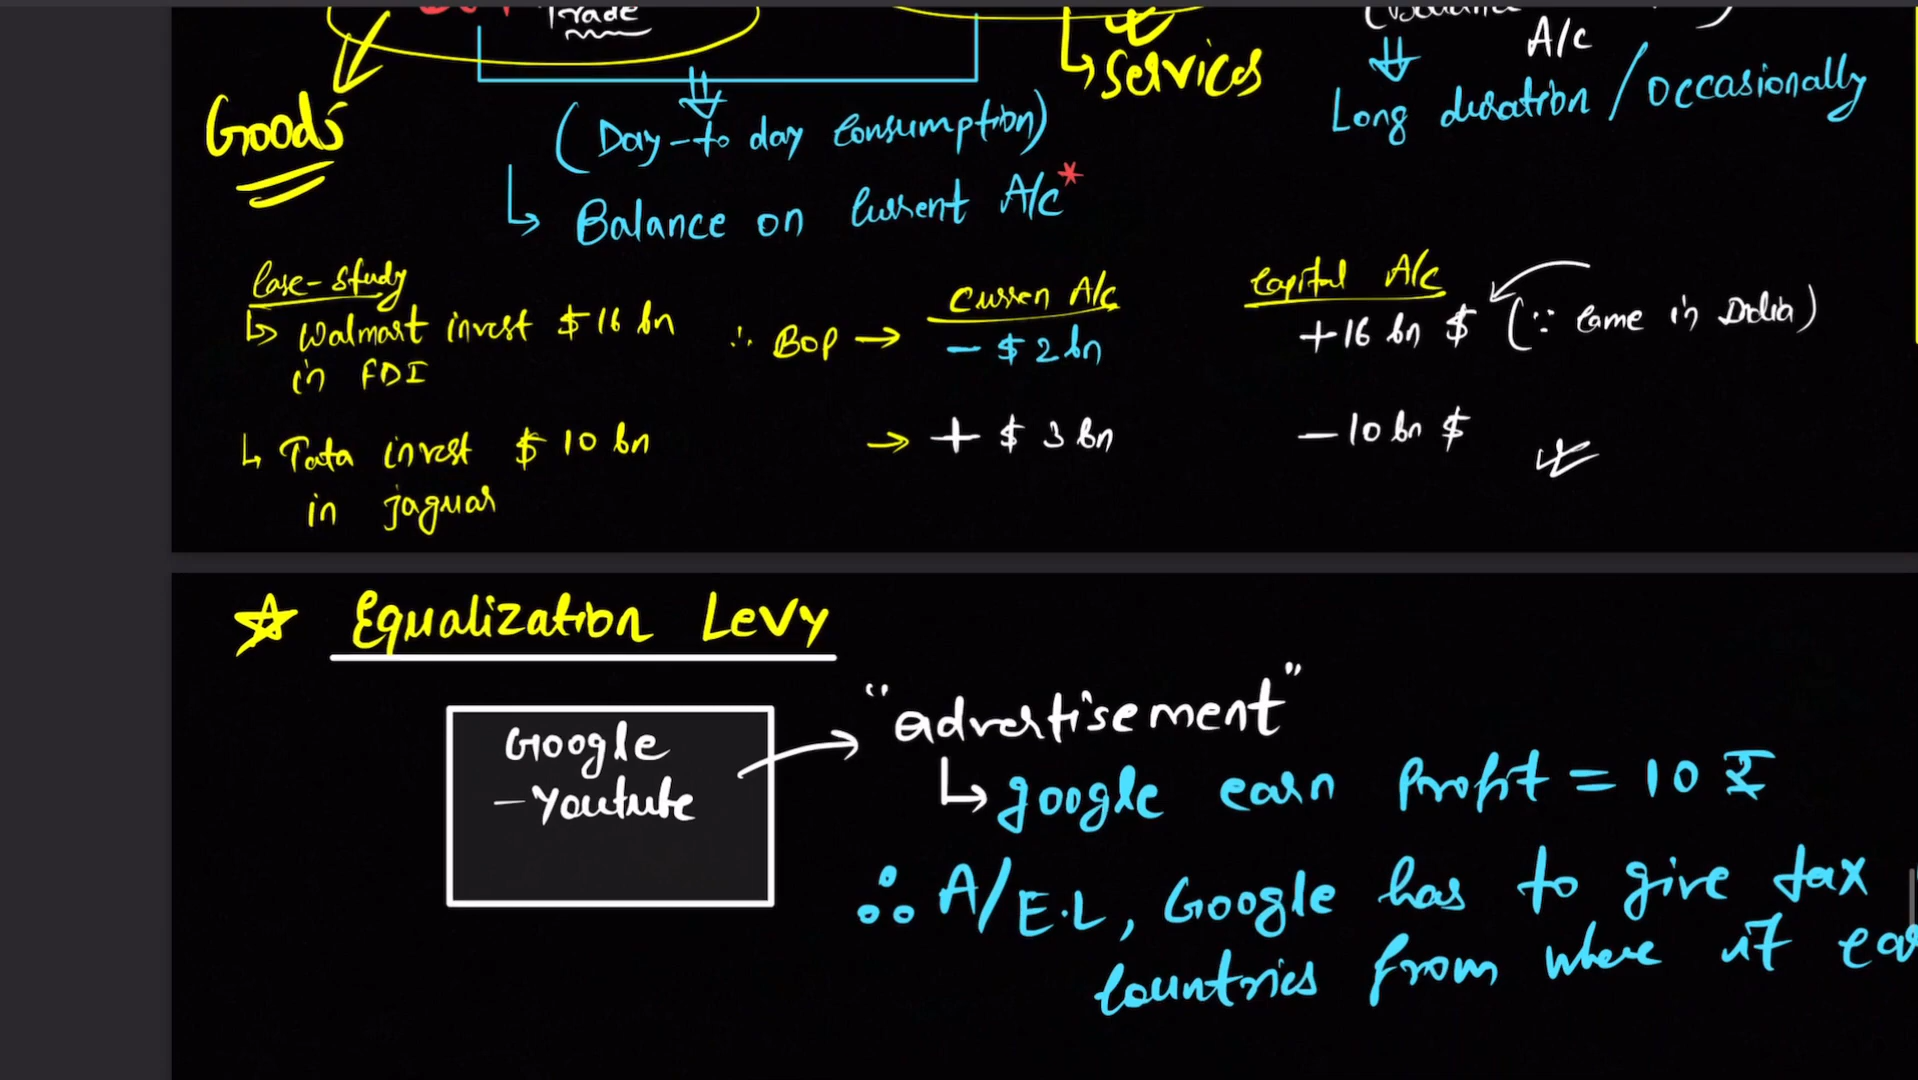 Trade
A/c
Services
Long duration / occasionally
Goods
(Day-to day Consumption)
Balance on Current A/c*
Case-study
Walmart invest $16 bn
in FDI
∴ BOP → Curren A/c
- $2 bn
Capital A/c
+16 bn $ (∵ Came in India)
Tata invest $ 10 bn
in jaguar
→ + $ 3 bn
-10 bn $
☆ Equalization Levy
Google
- Youtube
"advertisement"
google earn Profit = 10 ₹
∴ A/E.L, Google has to give tax
Countries from where it